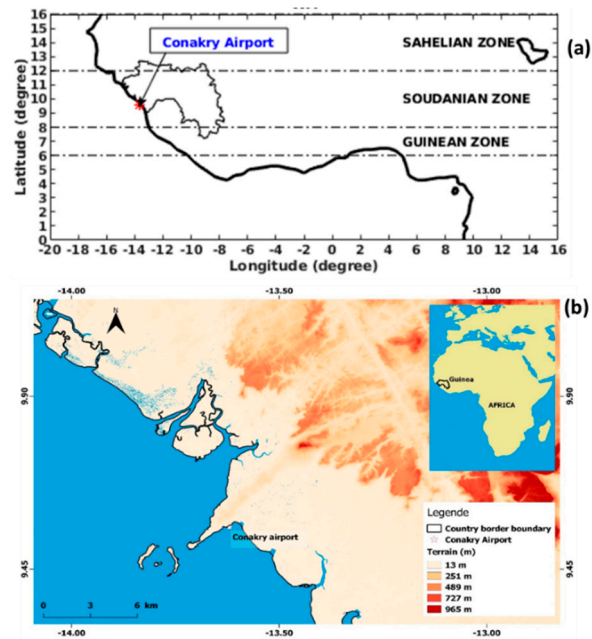 16
15
14
13
12
11
10
9
8
7
6
5
4
3
2
1
0
Latitude (degree)
Conakry Airport
SAHELIAN ZONE
(a)
SOUDANIAN ZONE
GUINEAN ZONE
-20 -18 -16 -14 -12 -10 -8 -6 -4 -2 0 2 4 6 8 10 12 14 16
Longitude (degree)
-14.00 -13.50 -13.00
(b)
N
Guinea
AFRICA
9.90
9.90
Conakry airport
Legende
Country border boundary
Conakry Airport
Terrain (m)
13 m
251 m
489 m
727 m
965 m
9.45
9.45
0 3 6 km
-14.00 -13.50 -13.00